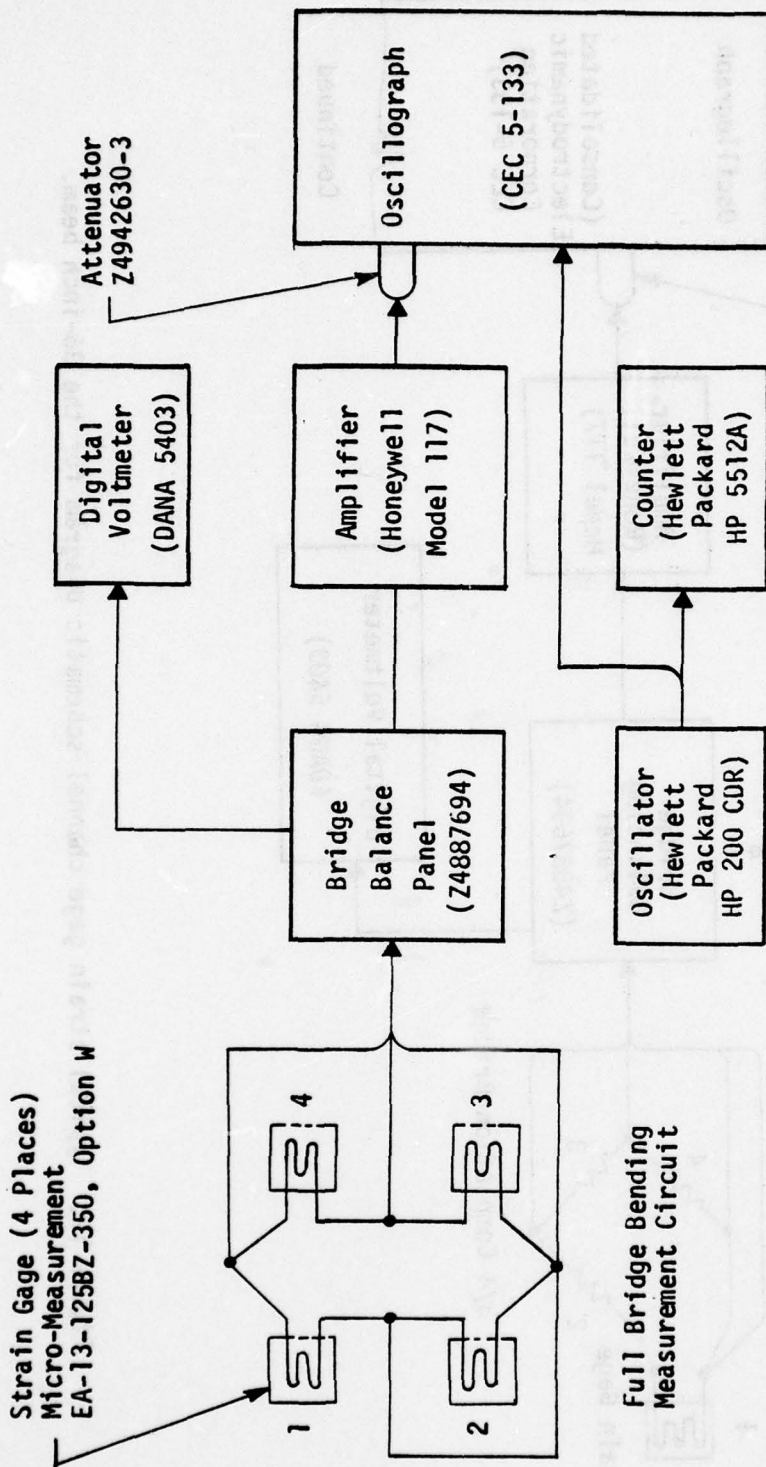 Strain Gage (4 Places)
Micro-Measurement
EA-13-125BZ-350, Option W
1
4
2
3
Full Bridge Bending
Measurement Circuit
Bridge
Balance
Panel
(Z4887694)
Digital
Voltmeter
(DANA 5403)
Attenuator
Z4942630-3
Amplifier
(Honeywell
Model 117)
Oscillograph
(CEC 5-133)
Oscillator
(Hewlett
Packard
HP 200 CDR)
Counter
(Hewlett
Packard
HP 5512A)